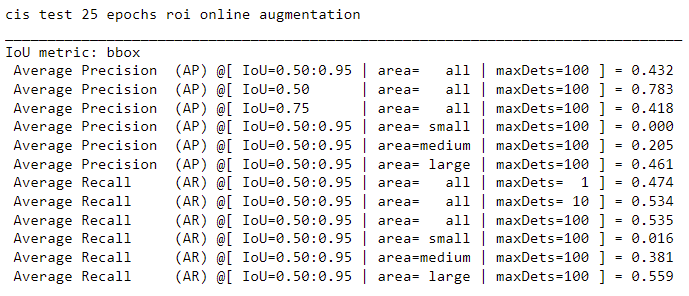 cis test 25 epochs roi online augmentation
IoU metric: bbox
Average Precision  (AP) @[ IoU=0.50:0.95 | area=   all | maxDets=100 ] = 0.432
Average Precision  (AP) @[ IoU=0.50      | area=   all | maxDets=100 ] = 0.783
Average Precision  (AP) @[ IoU=0.75      | area=   all | maxDets=100 ] = 0.418
Average Precision  (AP) @[ IoU=0.50:0.95 | area= small | maxDets=100 ] = 0.000
Average Precision  (AP) @[ IoU=0.50:0.95 | area=medium | maxDets=100 ] = 0.205
Average Precision  (AP) @[ IoU=0.50:0.95 | area= large | maxDets=100 ] = 0.461
Average Recall     (AR) @[ IoU=0.50:0.95 | area=   all | maxDets=  1 ] = 0.474
Average Recall     (AR) @[ IoU=0.50:0.95 | area=   all | maxDets= 10 ] = 0.534
Average Recall     (AR) @[ IoU=0.50:0.95 | area=   all | maxDets=100 ] = 0.535
Average Recall     (AR) @[ IoU=0.50:0.95 | area= small | maxDets=100 ] = 0.016
Average Recall     (AR) @[ IoU=0.50:0.95 | area=medium | maxDets=100 ] = 0.381
Average Recall     (AR) @[ IoU=0.50:0.95 | area= large | maxDets=100 ] = 0.559